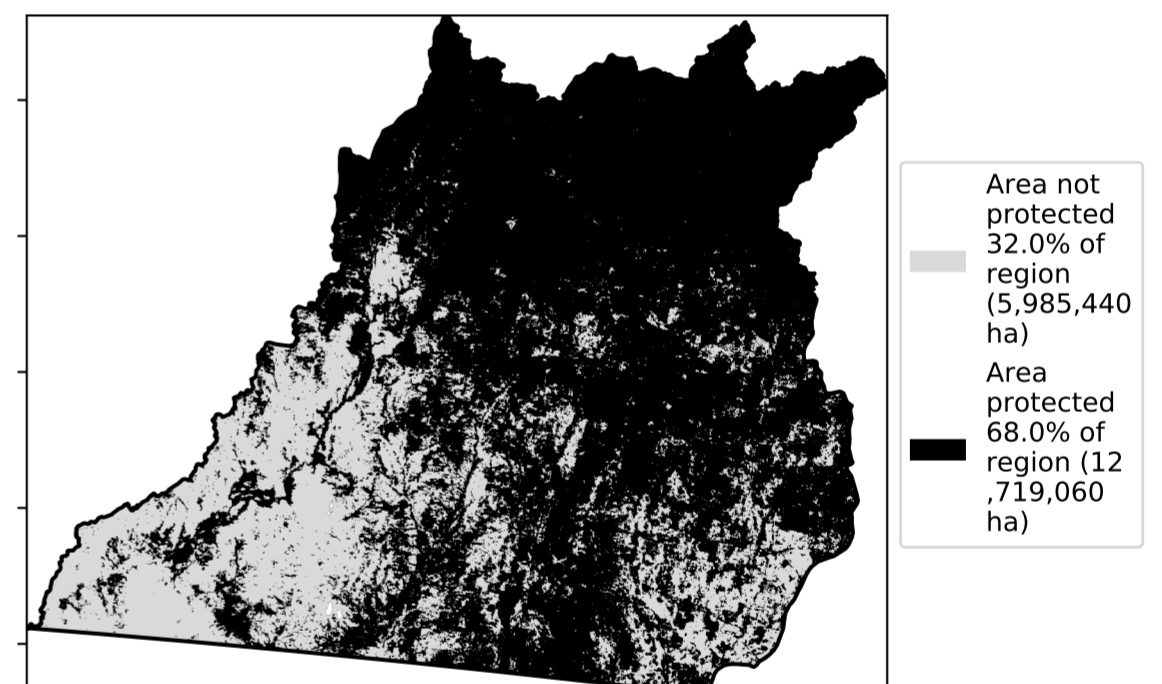 Area not
protected
32.0% of
region
(5,985,440
ha)
Area
protected
68.0% of
region (12
,719,060
ha)